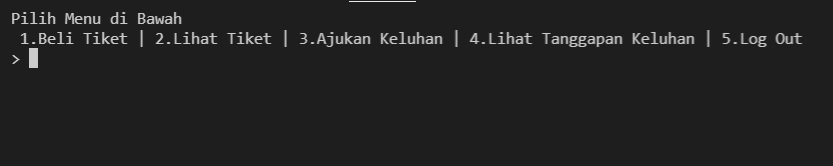 Pilih Menu di Bawah
1.Beli Tiket | 2.Lihat Tiket | 3.Ajukan Keluhan | 4.Lihat Tanggapan Keluhan | 5.Log Out
>